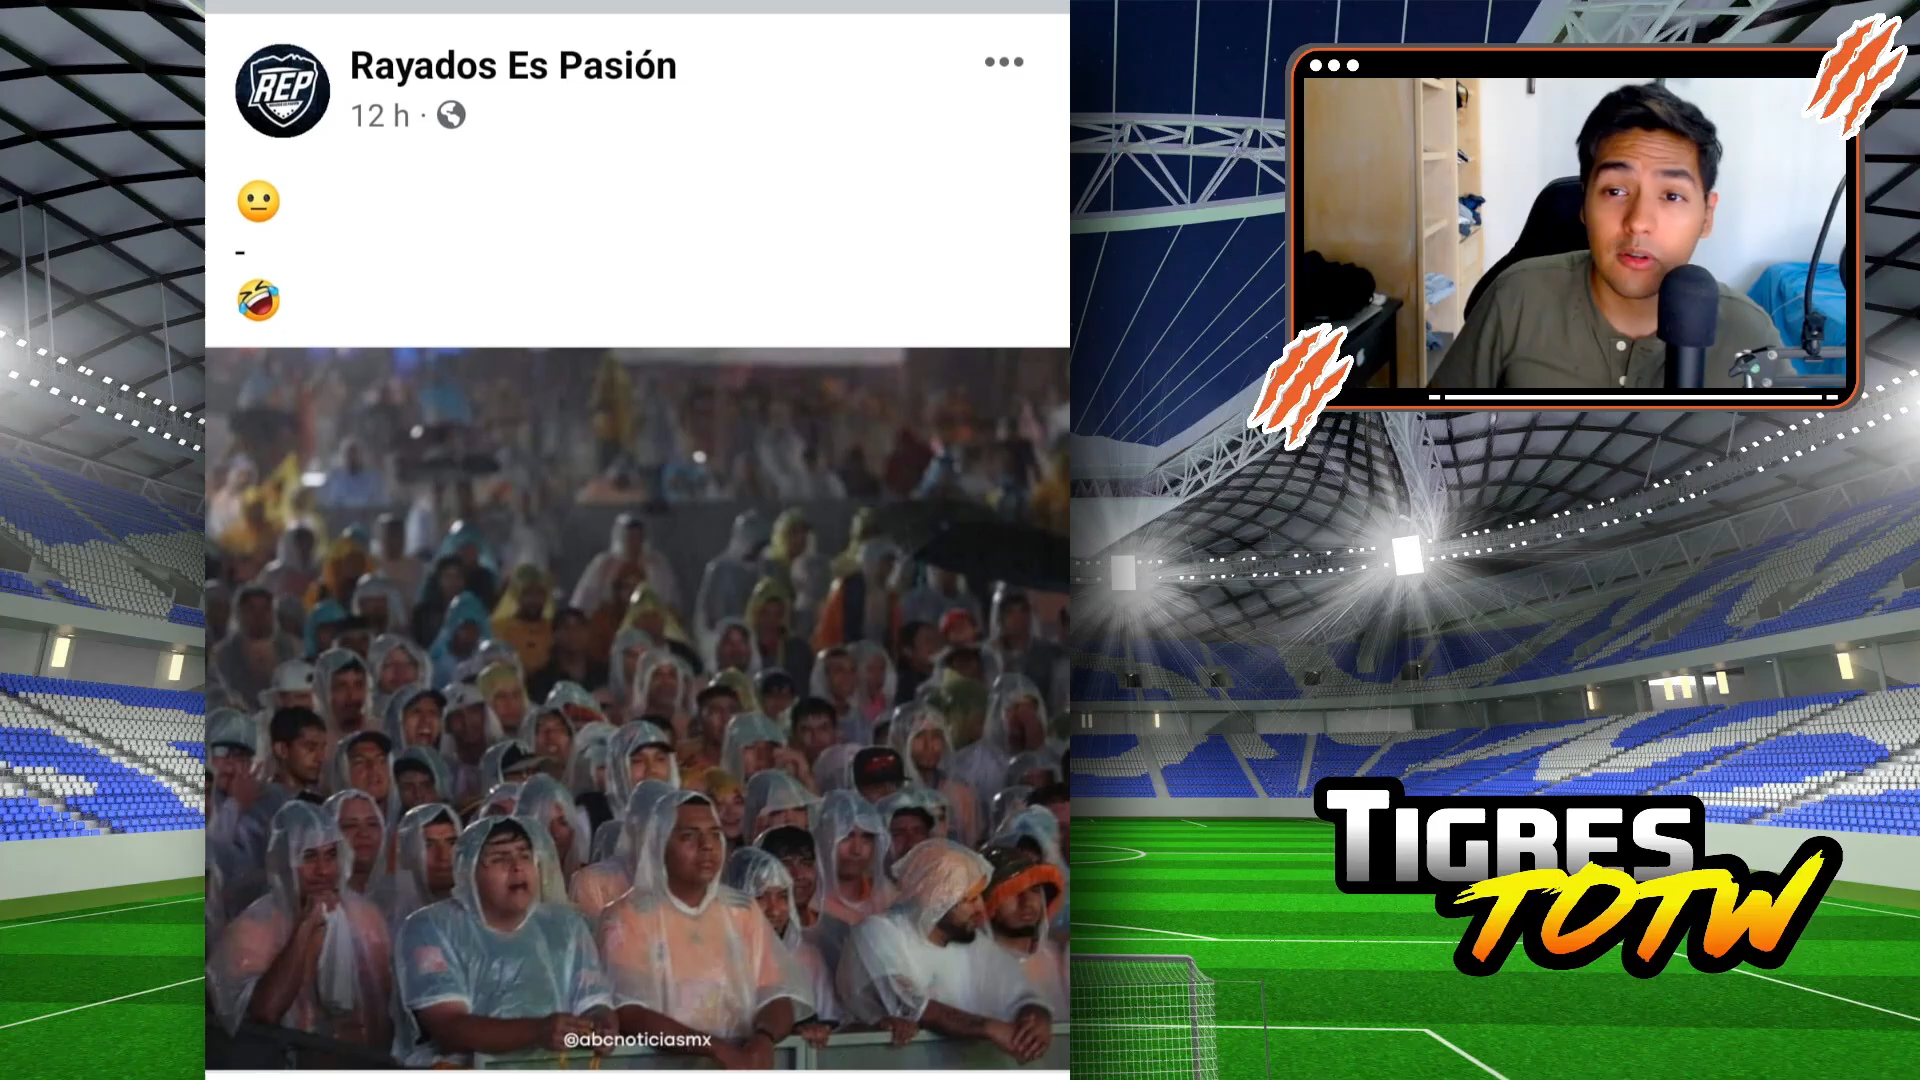 REP
Rayados Es Pasión
12 h ·
-
@abcnoticiasmx
TIGRES
TOTW